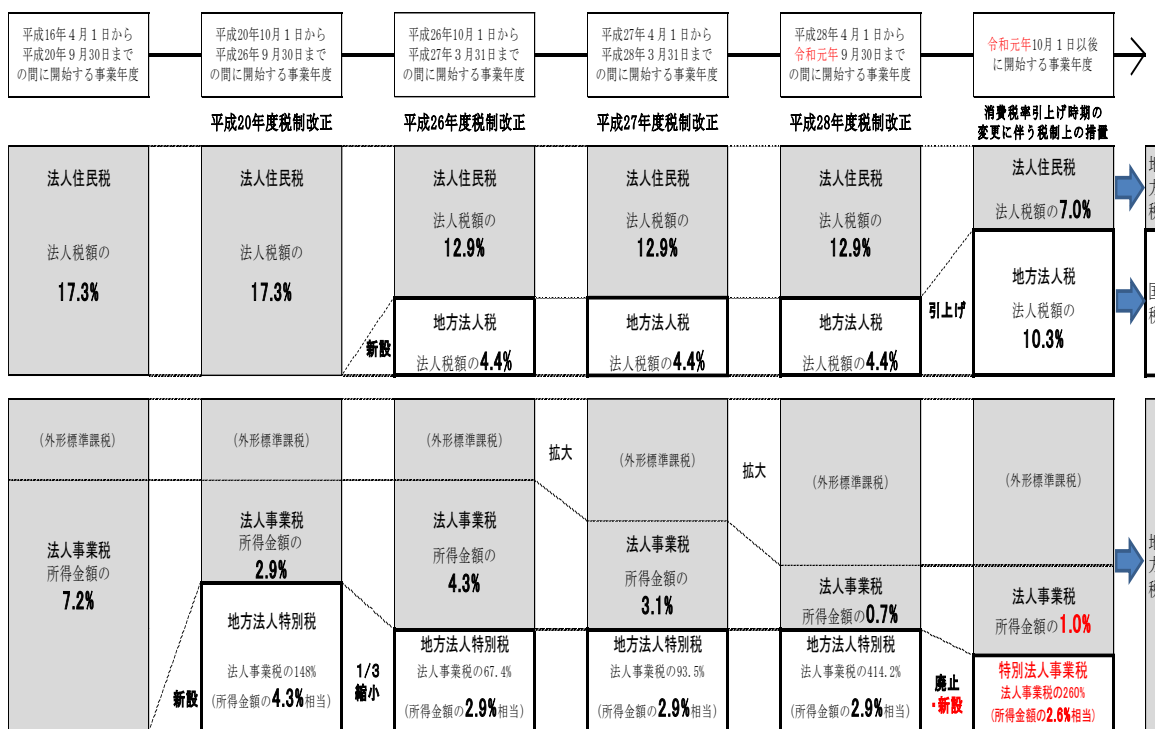 平成16年4月1日から
平成20年9月30日まで
の間に開始する事業年度
平成20年10月1日から
平成26年9月30日まで
の間に開始する事業年度
平成26年10月1日から
平成27年3月31日まで
の間に開始する事業年度
平成27年4月1日から
平成28年3月31日まで
の間に開始する事業年度
平成28年4月1日から
令和元年9月30日まで
の間に開始する事業年度
令和元年10月1日以後
に開始する事業年度
平成20年度税制改正
平成26年度税制改正
平成27年度税制改正
平成28年度税制改正
消費税率引上げ時期の
変更に伴う税制上の措置
法人住民税
法人税額の
17.3%
法人住民税
法人税額の
17.3%
新設
法人住民税
法人税額の
12.9%
地方法人税
法人税額の4.4%
法人住民税
法人税額の
12.9%
地方法人税
法人税額の4.4%
法人住民税
法人税額の
12.9%
地方法人税
法人税額の4.4%
引上げ
法人住民税
法人税額の7.0%
地方法人税
法人税額の
10.3%
(外形標準課税)
法人事業税
所得金額の
7.2%
新設
(外形標準課税)
法人事業税
所得金額の
2.9%
地方法人特別税
法人事業税の148%
(所得金額の4.3%相当)
1/3
縮小
(外形標準課税)
法人事業税
所得金額の
4.3%
地方法人特別税
法人事業税の67.4%
(所得金額の2.9%相当)
拡大
(外形標準課税)
法人事業税
所得金額の
3.1%
地方法人特別税
法人事業税の93.5%
(所得金額の2.9%相当)
拡大
(外形標準課税)
法人事業税
所得金額の0.7%
地方法人特別税
法人事業税の414.2%
(所得金額の2.9%相当)
廃止
・新設
(外形標準課税)
法人事業税
所得金額の1.0%
特別法人事業税
法人事業税の260%
(所得金額の2.6%相当)